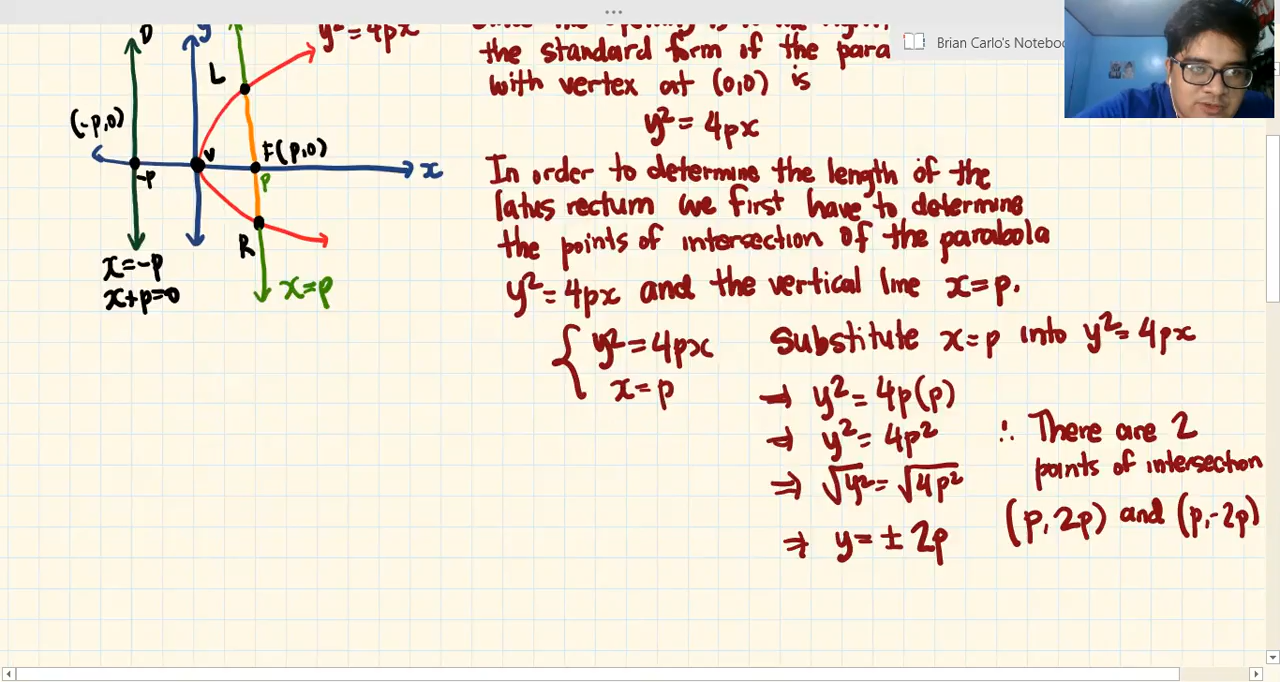 D
y
y² = 4px
L
(-p,0)
V
F(p,0)
-p
p
x
R
x=-p
x+p=0
x=p
the standard form of the para
with vertex at (0,0) is
y² = 4px
In order to determine the length of the
latus rectum we first have to determine
the points of intersection of the parabola
y² = 4px and the vertical line x=p.
y² = 4px
x = p
Substitute x=p into y² = 4px
⇒ y² = 4p(p)
⇒ y² = 4p²
⇒ √y² = √4p²
⇒ y = ± 2p
∴ There are 2
points of intersection
(p, 2p) and (p,-2p)
Brian Carlo's Noteboo